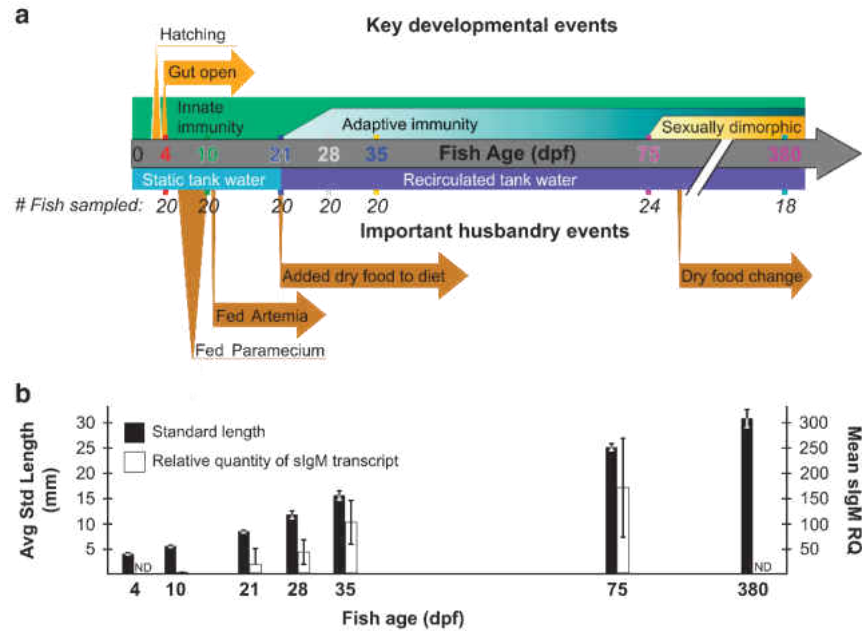 a
Key developmental events
Hatching
Gut open
Innate immunity
Adaptive immunity
Sexually dimorphic
0 4 10 21 28 35 Fish Age (dpf) 75 380
Static tank water Recirculated tank water
# Fish sampled: 20 20 20 20 20 24 18
Important husbandry events
Added dry food to diet
Dry food change
Fed Artemia
Fed Paramecium
b
Avg Std Length (mm)
30
25
20
15
10
5
Standard length
Relative quantity of sIgM transcript
300
250
200
150
100
50
Mean sIgM RQ
ND ND
4 10 21 28 35 75 380
Fish age (dpf)